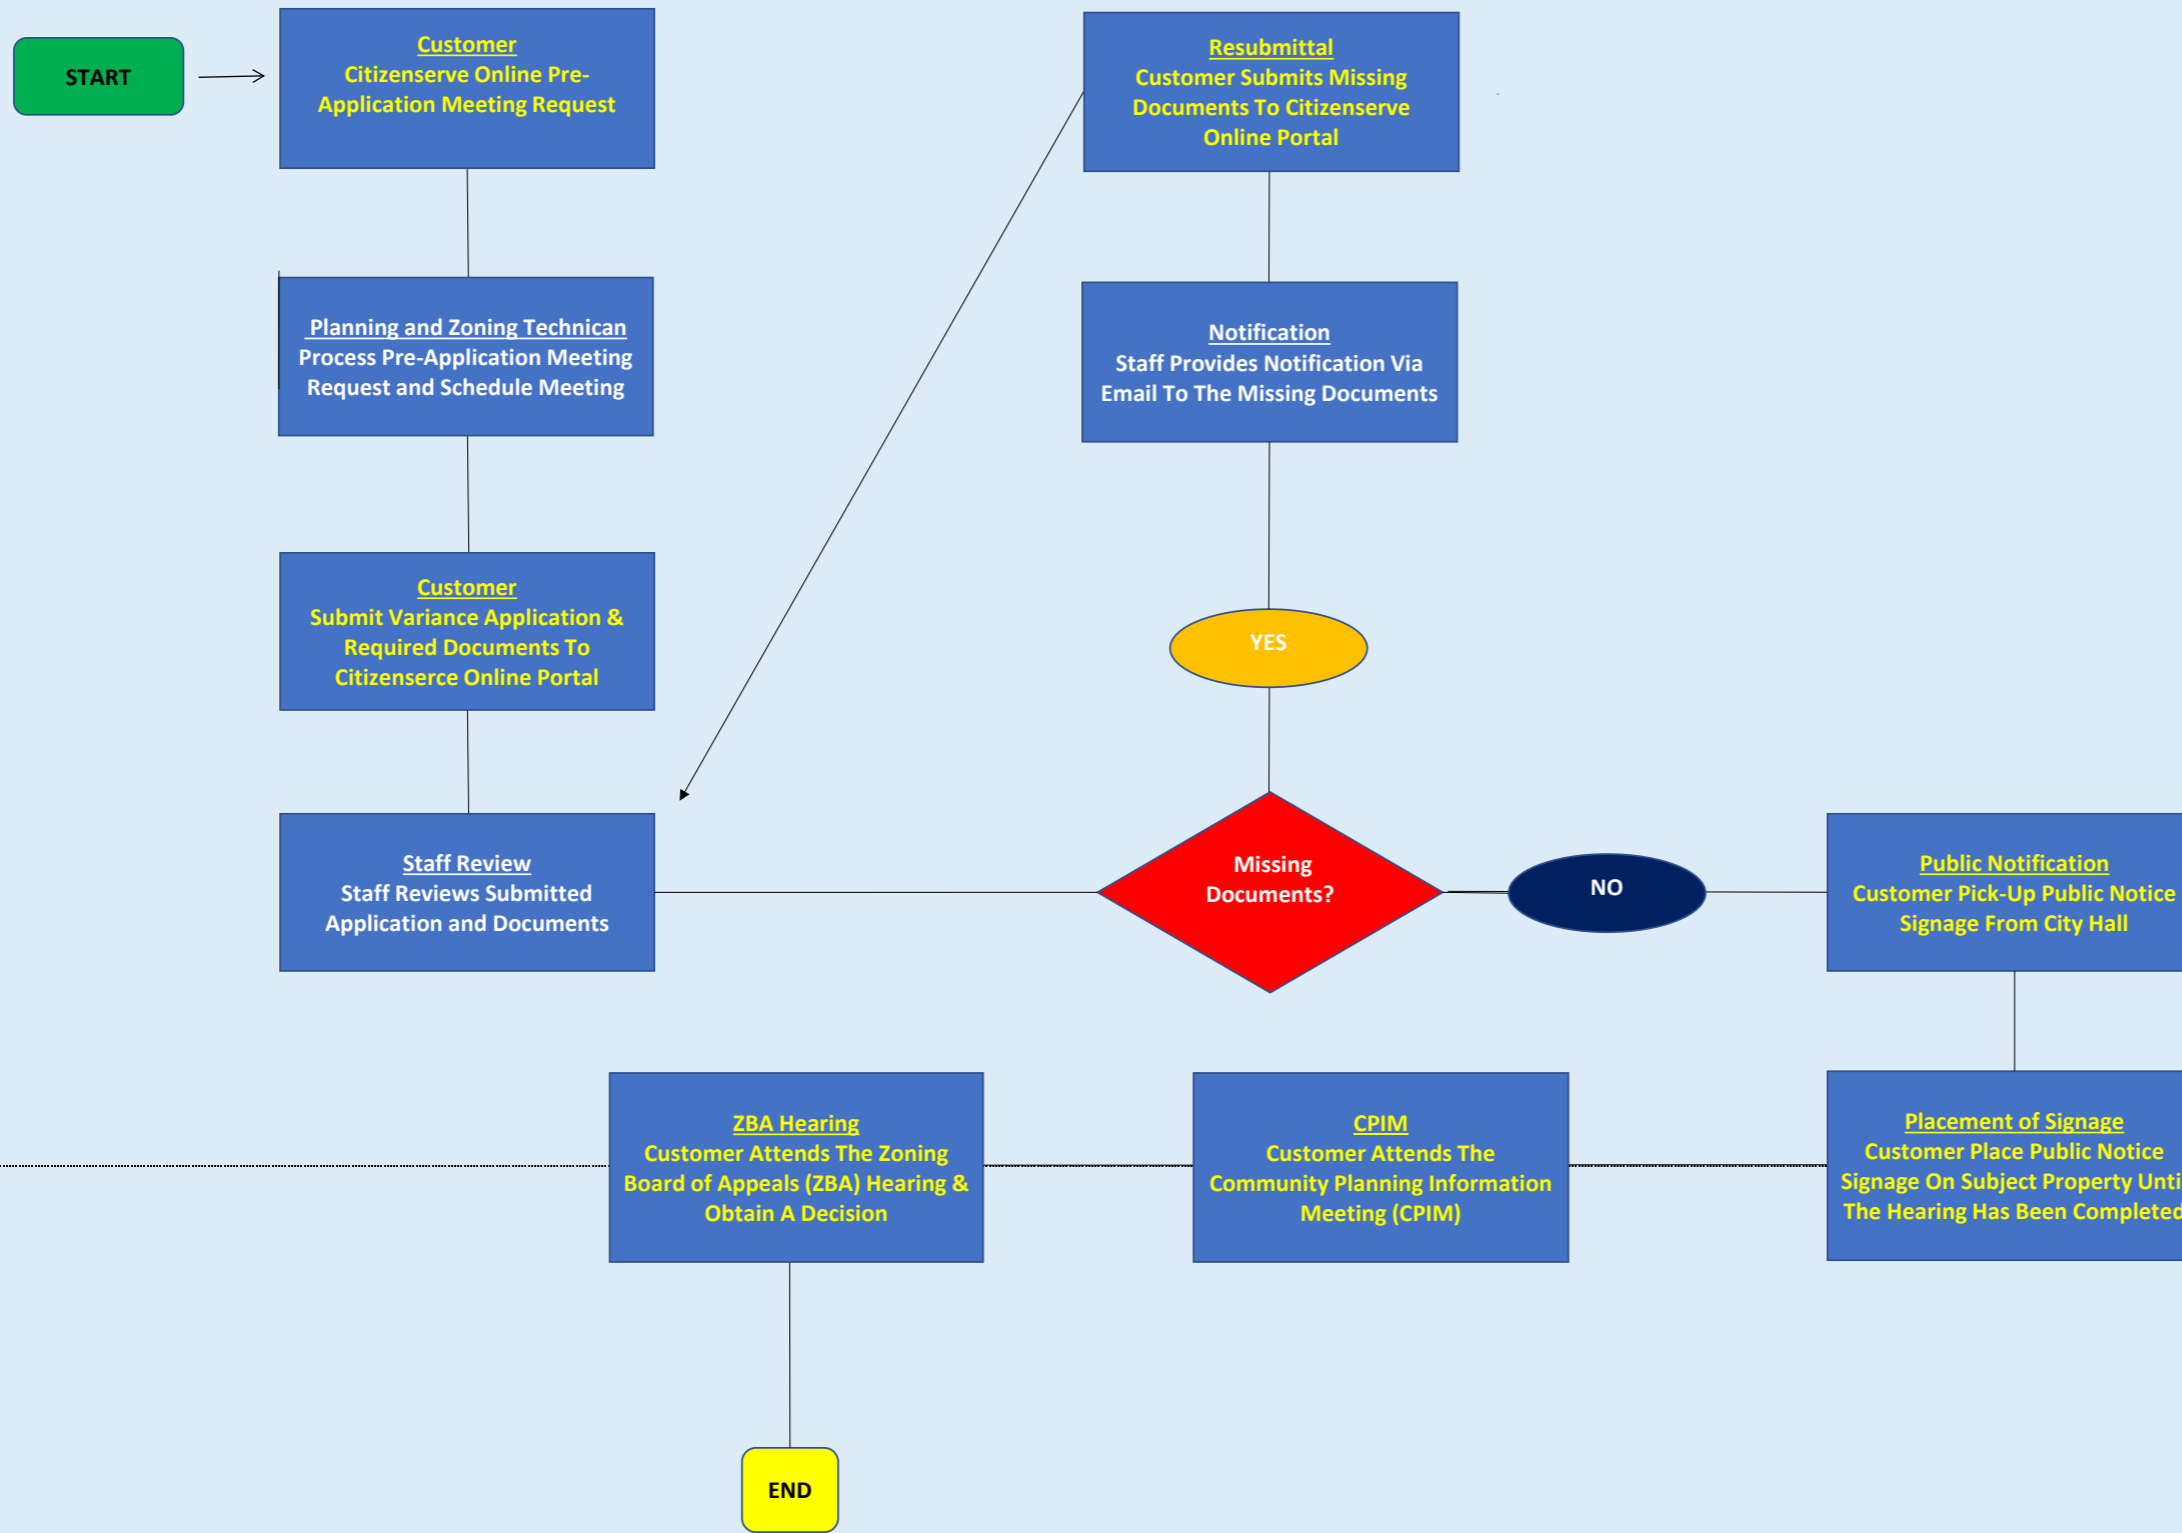 START
Customer
Citizenserve Online Pre-
Application Meeting Request
Planning and Zoning Technican
Process Pre-Application Meeting
Request and Schedule Meeting
Customer
Submit Variance Application &
Required Documents To
Citizenserce Online Portal
Staff Review
Staff Reviews Submitted
Application and Documents
Missing
Documents?
YES
Notification
Staff Provides Notification Via
Email To The Missing Documents
Resubmittal
Customer Submits Missing
Documents To Citizenserve
Online Portal
NO
Public Notification
Customer Pick-Up Public Notice
Signage From City Hall
Placement of Signage
Customer Place Public Notice
Signage On Subject Property Unti
The Hearing Has Been Completed
CPIM
Customer Attends The
Community Planning Information
Meeting (CPIM)
ZBA Hearing
Customer Attends The Zoning
Board of Appeals (ZBA) Hearing &
Obtain A Decision
END